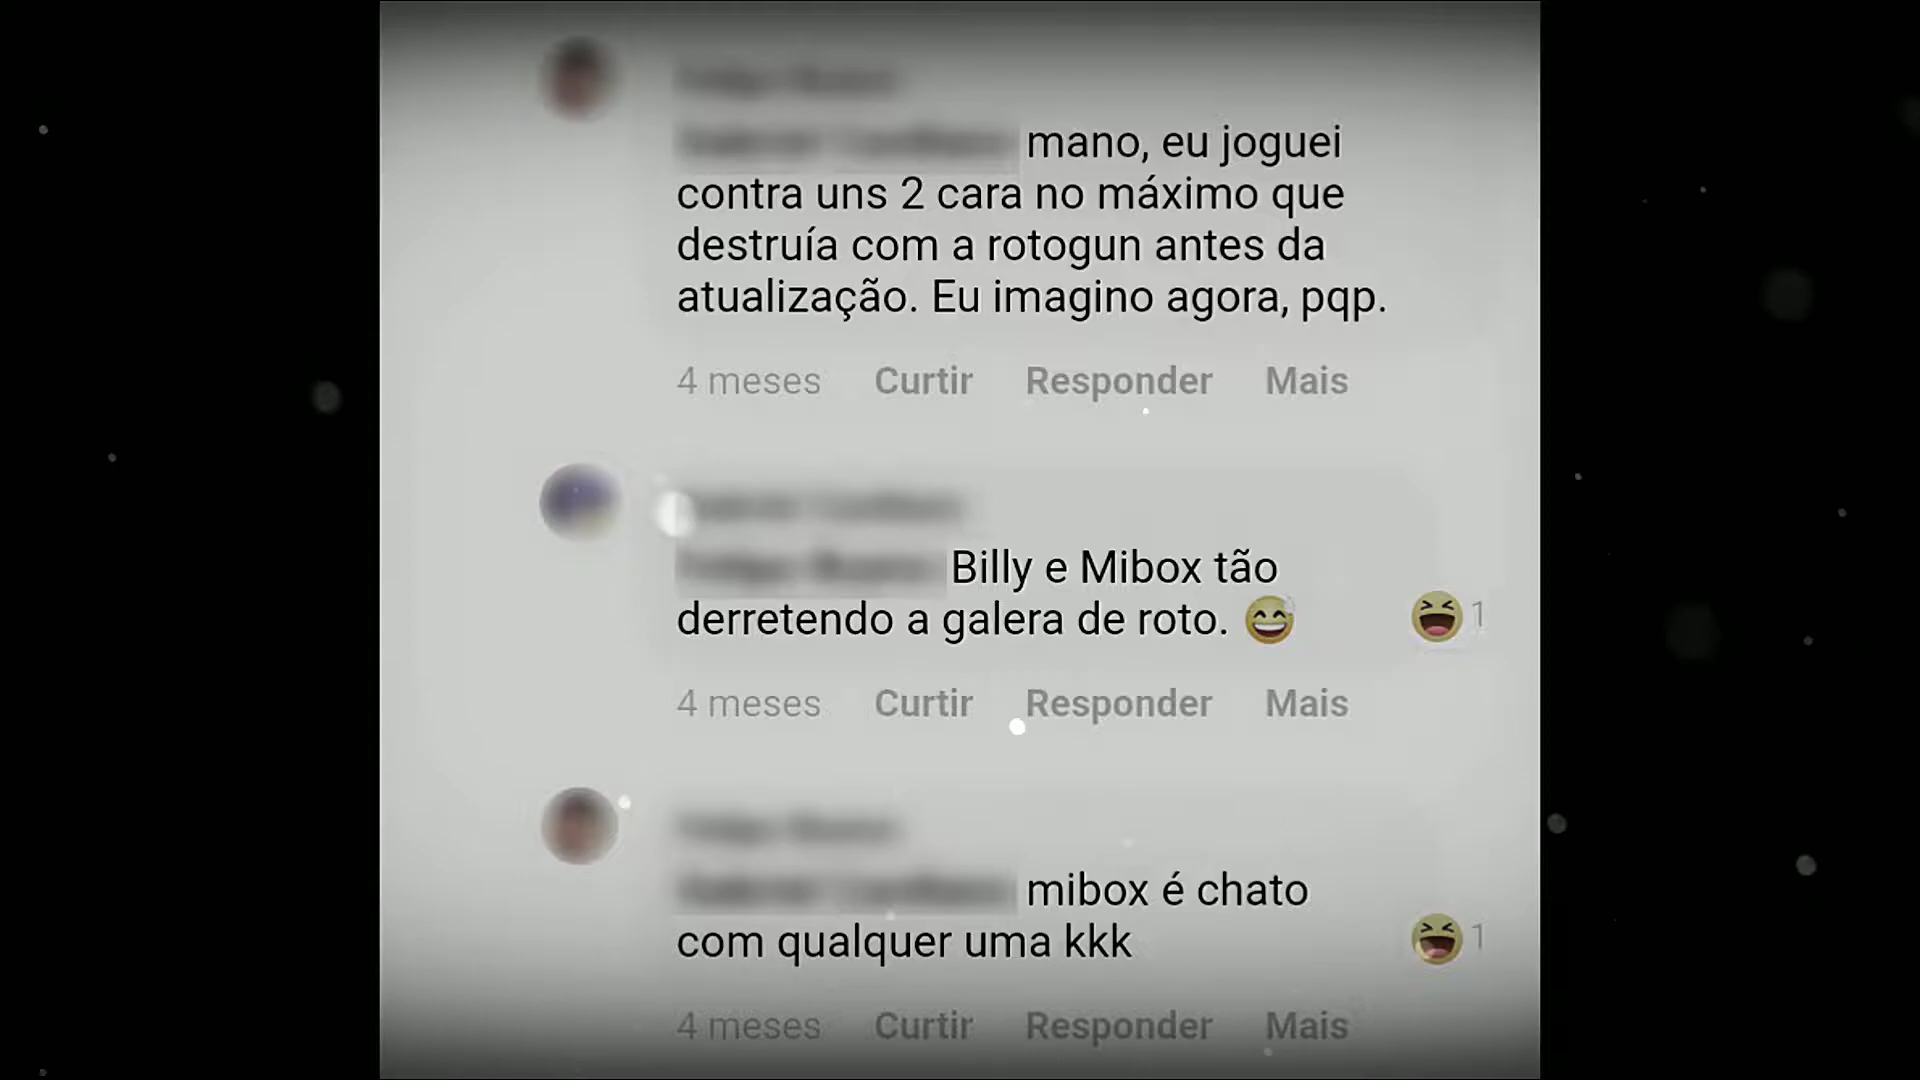 mano, eu joguei
contra uns 2 cara no máximo que
destruía com a rotogun antes da
atualização. Eu imagino agora, pqp.
4 meses Curtir Responder Mais
Billy e Mibox tão
derretendo a galera de roto. 😅
1
4 meses Curtir Responder Mais
mibox é chato
com qualquer uma kkk
1
4 meses Curtir Responder Mais